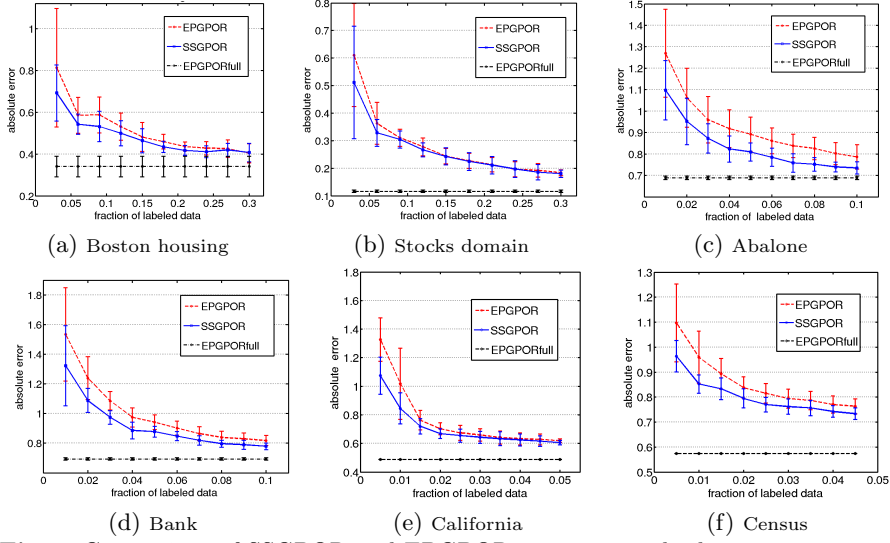 EPGPOR
SSGPOR
EPGPORfull
absolute error
1
0.8
0.6
0.4
0.2
0.05 0.1 0.15 0.2 0.25 0.3
fraction of labeled data
(a) Boston housing
EPGPOR
SSGPOR
EPGPORfull
absolute error
0.8
0.7
0.6
0.5
0.4
0.3
0.2
0.1
0 0.05 0.1 0.15 0.2 0.25 0.3
fraction of labeled data
(b) Stocks domain
EPGPOR
SSGPOR
EPGPORfull
absolute error
1.5
1.4
1.3
1.2
1.1
1
0.9
0.8
0.7
0 0.02 0.04 0.06 0.08 0.1
fraction of labeled data
(c) Abalone
EPGPOR
SSGPOR
EPGPORfull
absolute error
1.8
1.6
1.4
1.2
1
0.8
0 0.02 0.04 0.06 0.08 0.1
fraction of labeled data
(d) Bank
EPGPOR
SSGPOR
EPGPORfull
absolute error
1.8
1.6
1.4
1.2
1
0.8
0.6
0.4
0 0.01 0.02 0.03 0.04 0.05
fraction of labeled data
(e) California
EPGPOR
SSGPOR
EPGPORfull
absolute error
1.3
1.2
1.1
1
0.9
0.8
0.7
0.6
0.5
0 0.01 0.02 0.03 0.04 0.05
fraction of labeled data
(f) Census